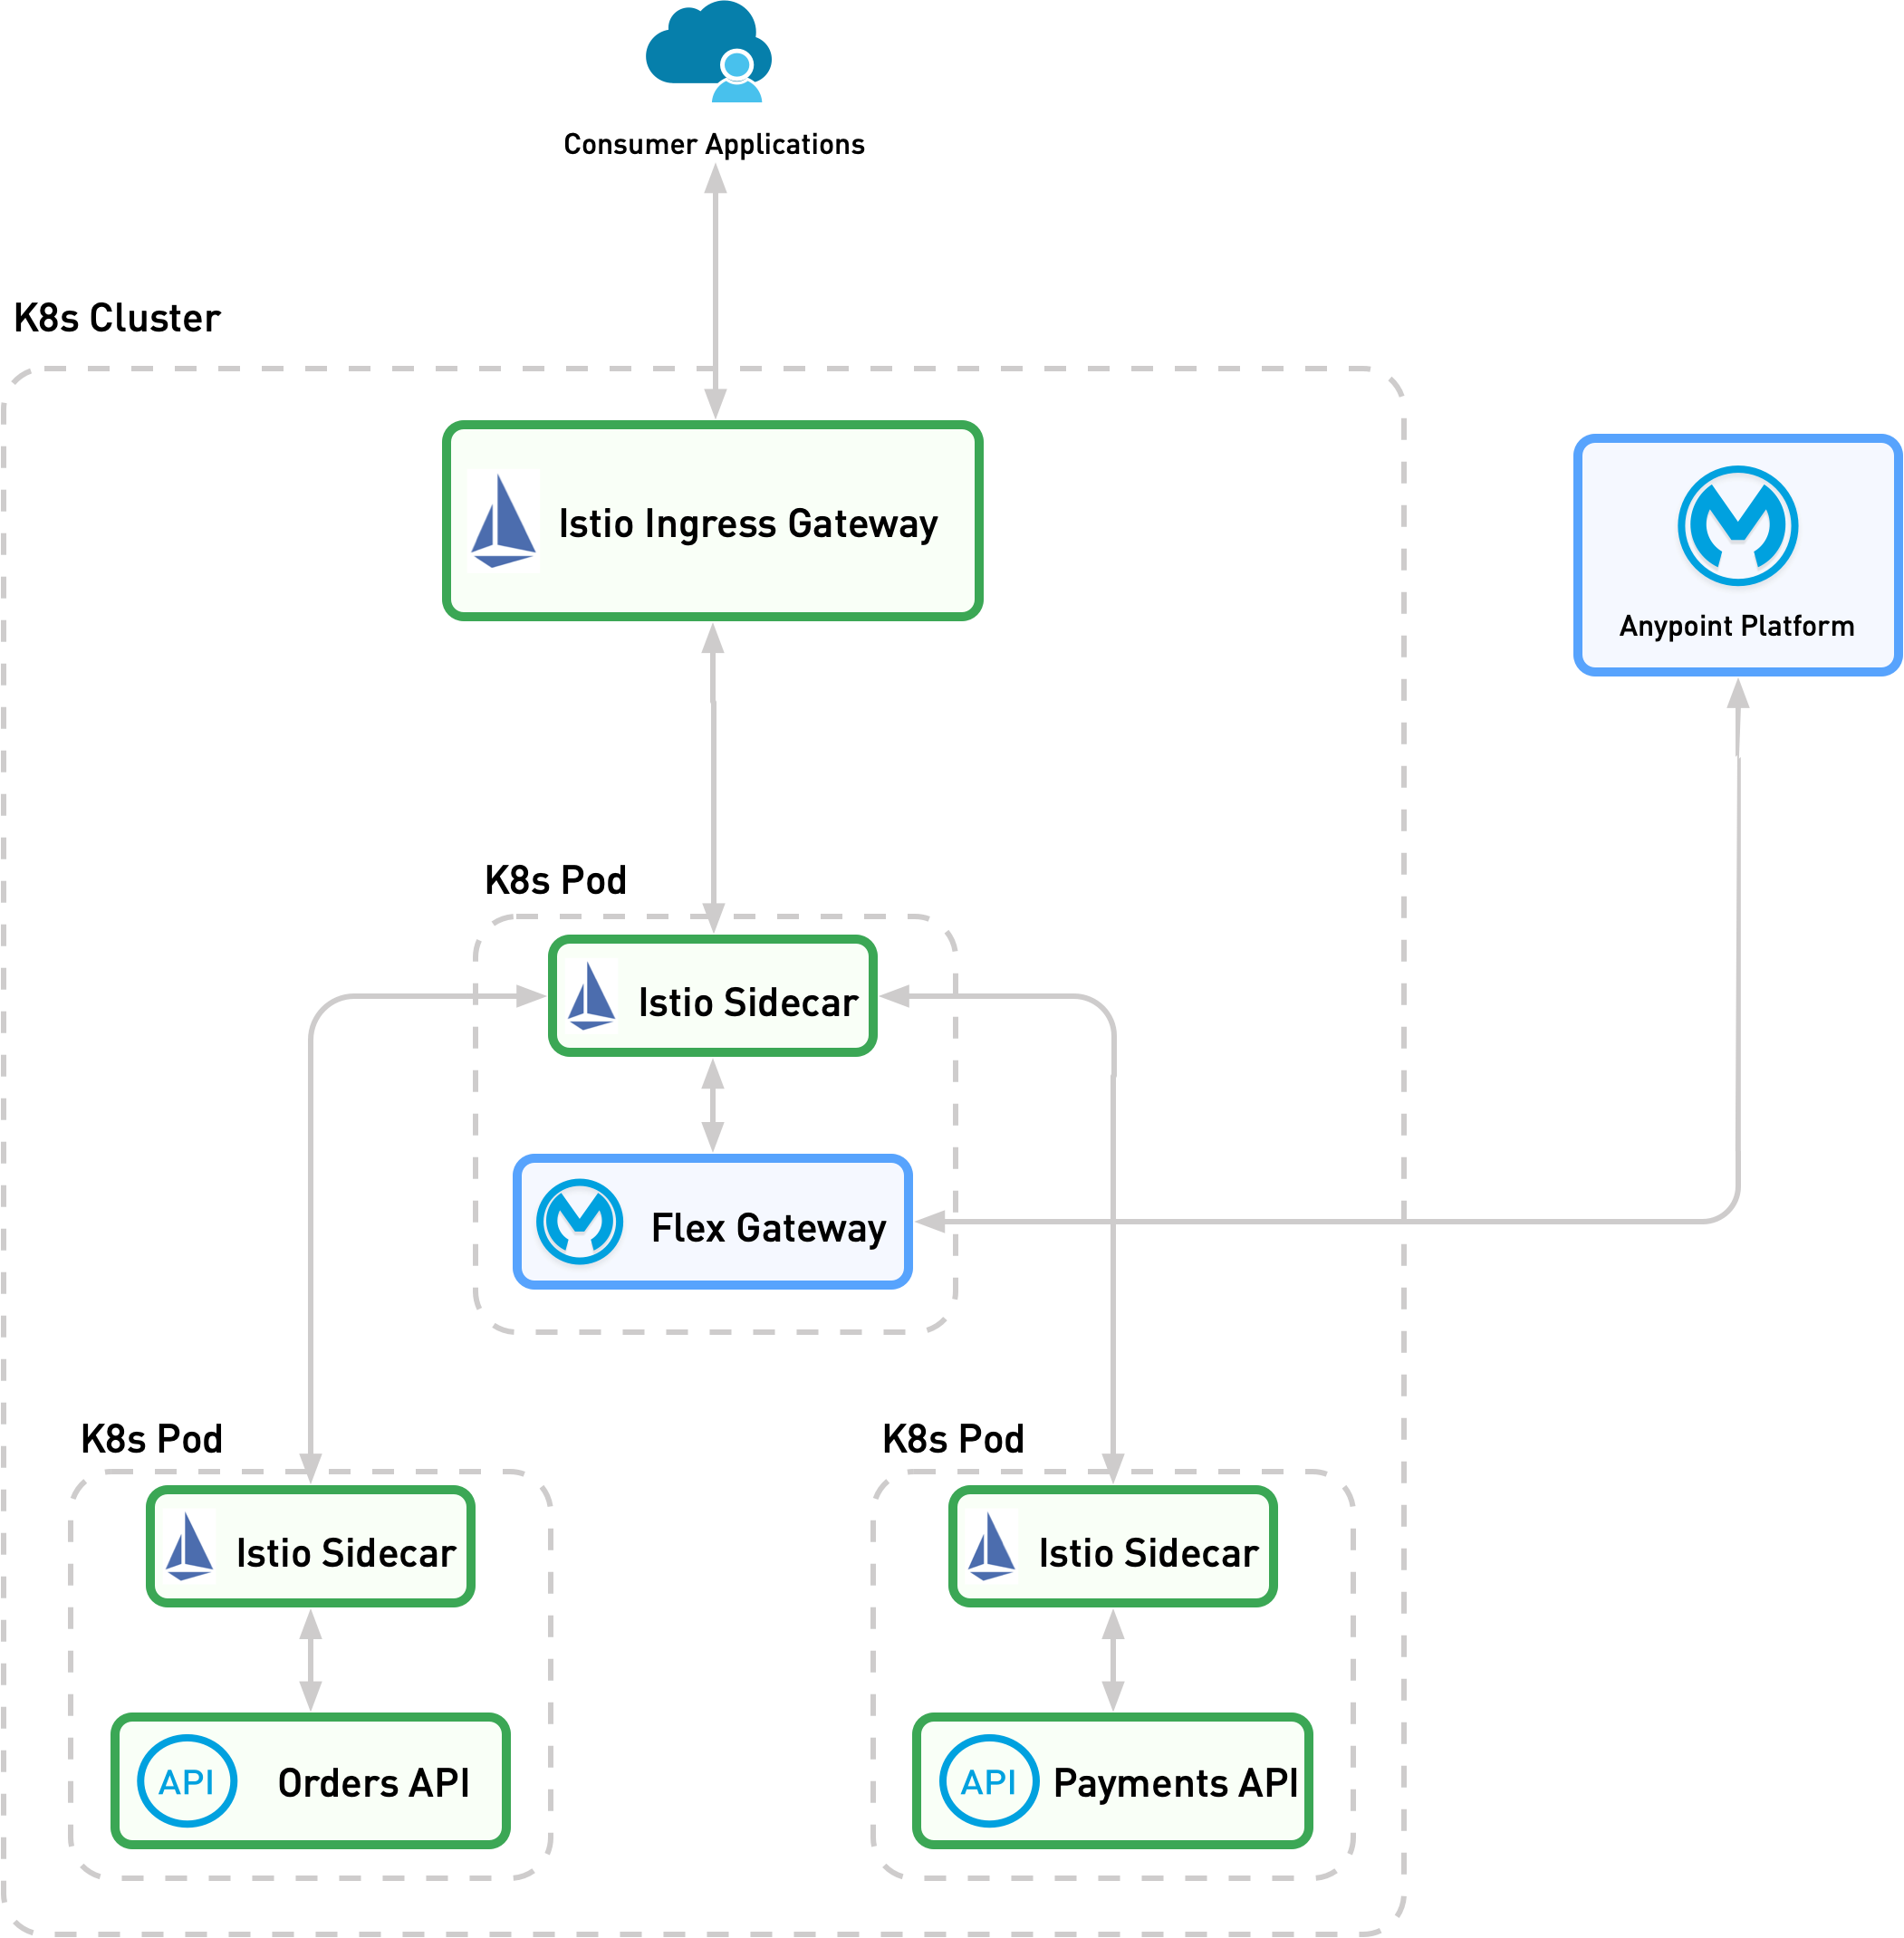 Consumer Applications
K8s Cluster
Istio Ingress Gateway
Anypoint Platform
K8s Pod
Istio Sidecar
Flex Gateway
K8s Pod
K8s Pod
Istio Sidecar
Istio Sidecar
API
Orders API
API
Payments API